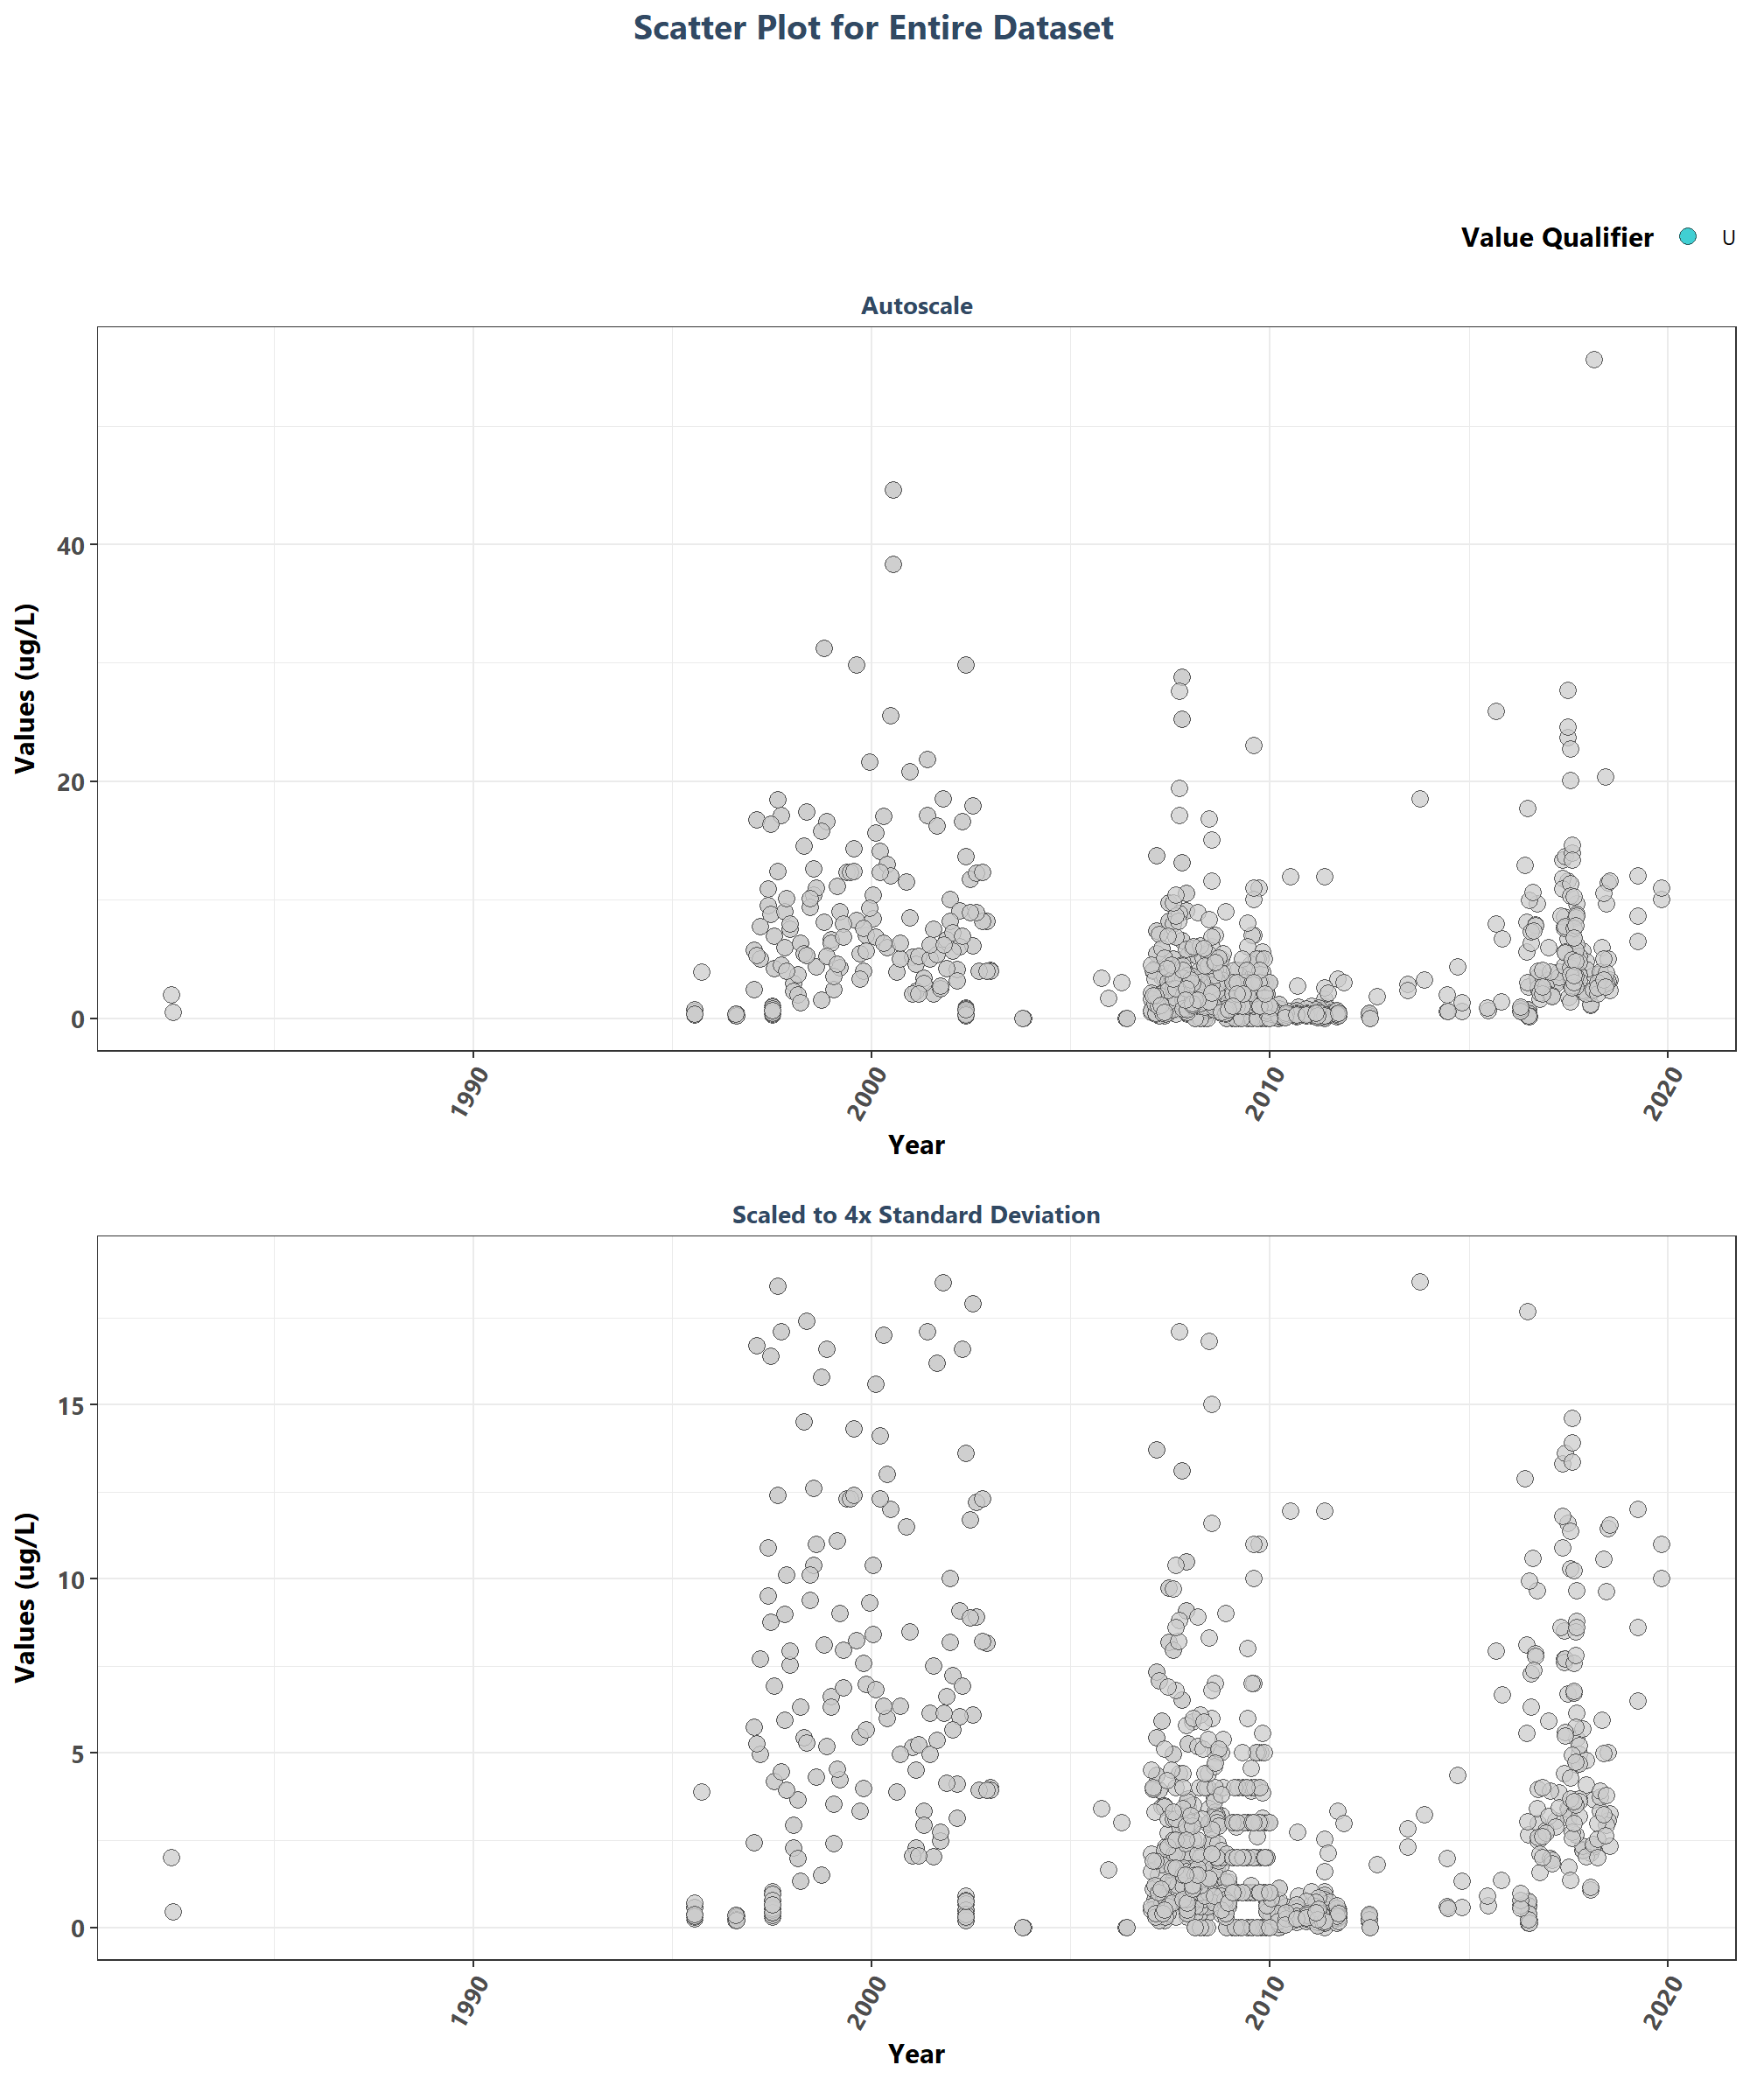 Scatter Plot for Entire Dataset
Value Qualifier U
Autoscale
Values (ug/L)
40
20
0
1990 2000 2010 2020
Year
Scaled to 4x Standard Deviation
Values (ug/L)
15
10
5
0
1990 2000 2010 2020
Year